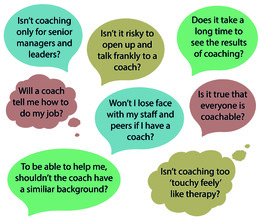 Isn't coaching
only for senior
managers and
leaders?
Isn't it risky to
open up and
talk frankly to a
coach?
Does it take a
long time to
see the results
of coaching?
Will a coach
tell me how to
do my job?
Won't I lose face
with my staff and
peers if I have a
coach?
Is it true that
everyone is
coachable?
To be able to help me,
shouldn't the coach
have a similiar
background?
Isn't coaching too
'touchy feely'
like therapy?